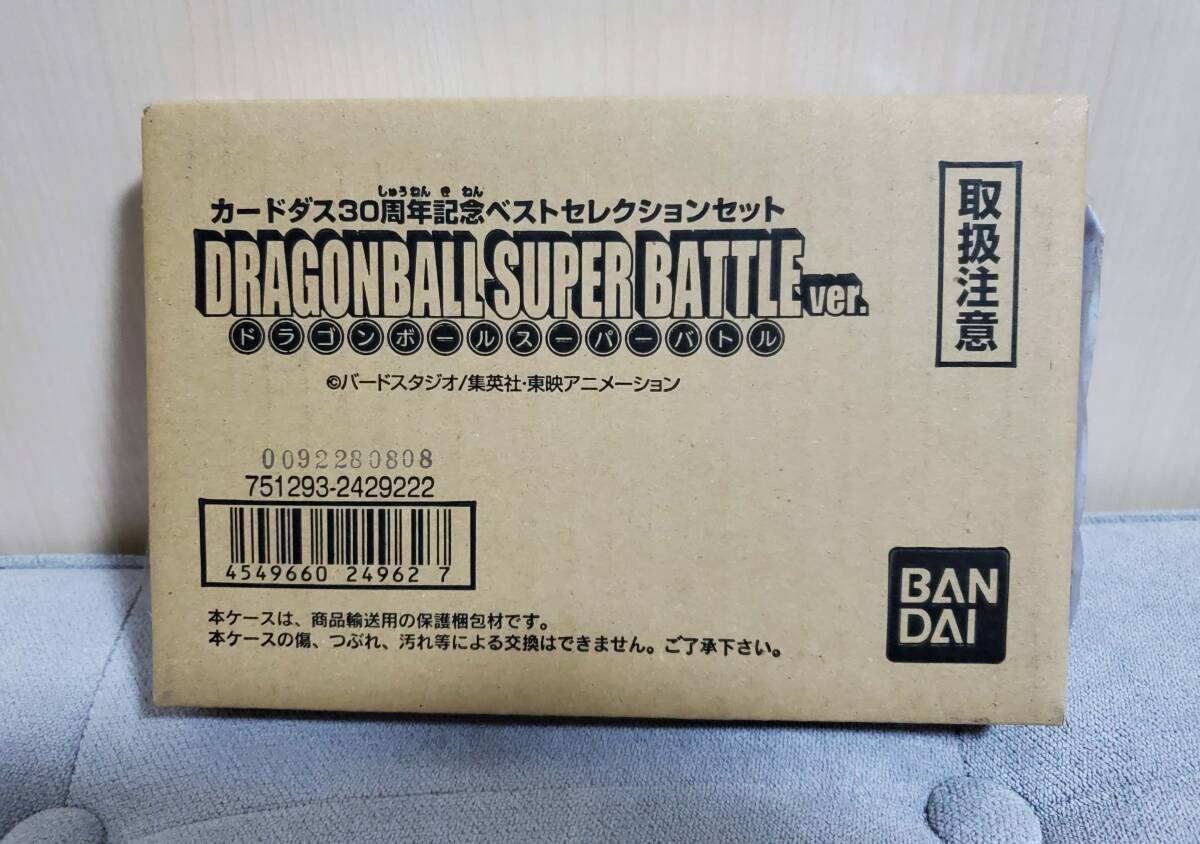 しゅうねん き ねん
カードダス30周年記念ベストセレクションセット
DRAGONBALL SUPER BATTLE ver.
ドラゴンボールスーパーバトル
©バードスタジオ/集英社・東映アニメーション
取扱注意
0092280808
751293-2429222
4549660 24962 7
本ケースは、商品輸送用の保護梱包材です。
本ケースの傷、つぶれ、汚れ等による交換はできません。ご了承下さい。
BAN
DAI